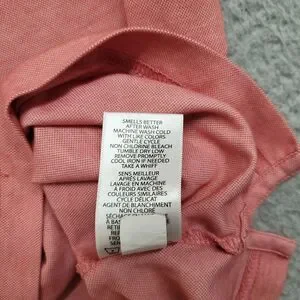 SMELLS BETTER
AFTER WASH
MACHINE WASH COLD
WITH LIKE COLORS
GENTLE CYCLE
NON CHLORINE BLEACH
TUMBLE DRY LOW
REMOVE PROMPTLY
COOL IRON IF NEEDED
TAKE A WHIFF
SENS MEILLEUR
APRÈS LAVAGE
LAVAGE EN MACHINE
À FROID AVEC DES
COULEURS SIMILAIRES
CYCLE DÉLICAT
AGENT DE BLANCHIMENT
NON CHLORÉ
SÉCHAGE